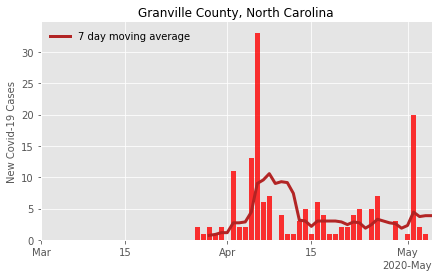 Granville County, North Carolina
7 day moving average
New Covid-19 Cases
30
25
20
15
10
5
0
Mar
15
Apr
15
May
2020-May